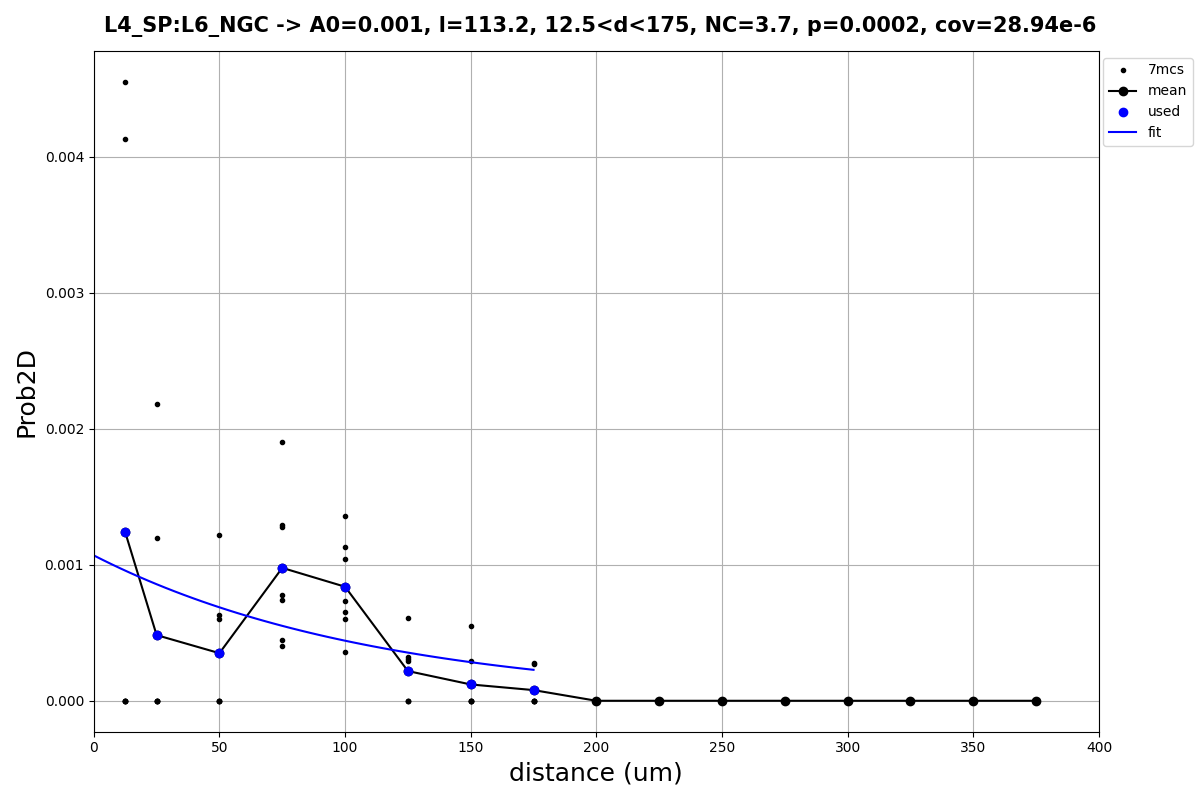 L4_SP:L6_NGC -> A0=0.001, l=113.2, 12.5<d<175, NC=3.7, p=0.0002, cov=28.94e-6
7mcs
mean
used
fit
0.004
0.003
0.002
0.001
0.000
Prob2D
0 50 100 150 200 250 300 350 400
distance (um)